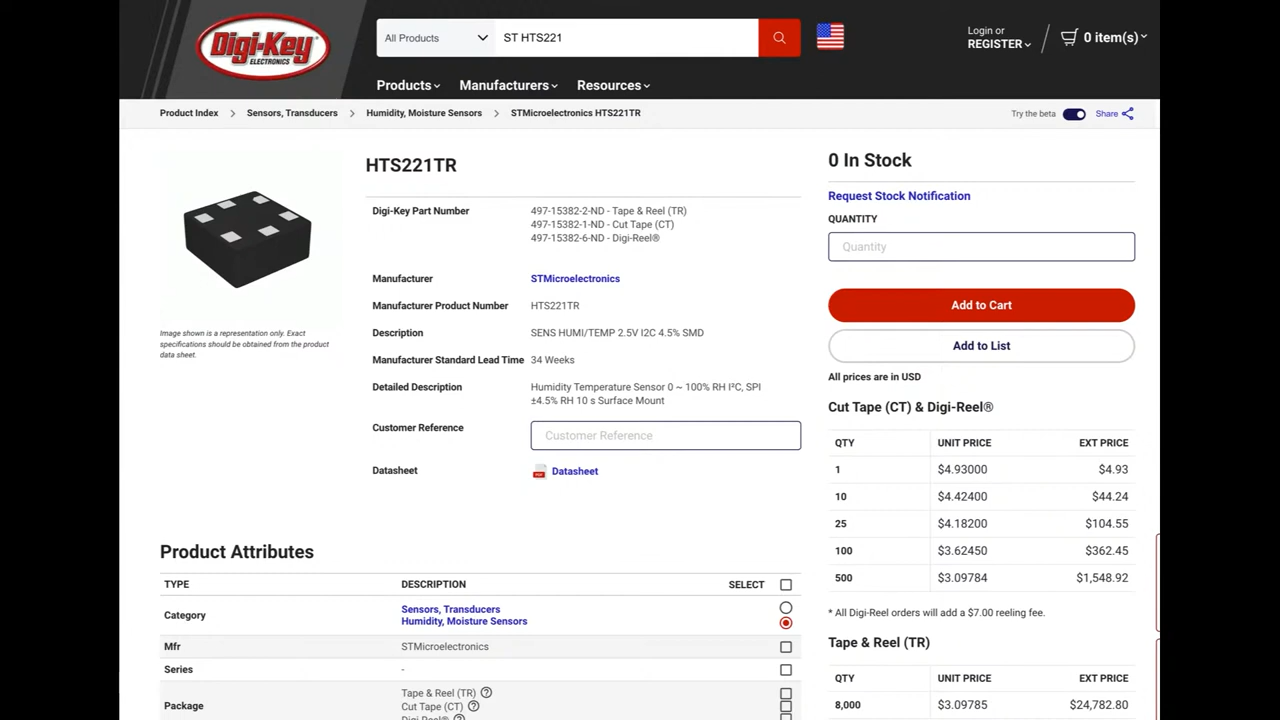 Digi-Key
ELECTRONICS
All Products
ST HTS221
Login or
REGISTER
0 item(s)
Products
Manufacturers
Resources
Product Index
Sensors, Transducers
Humidity, Moisture Sensors
STMicroelectronics HTS221TR
Try the beta
Share
Image shown is a representation only. Exact
specifications should be obtained from the product
data sheet.
HTS221TR
Digi-Key Part Number
497-15382-2-ND - Tape & Reel (TR)
497-15382-1-ND - Cut Tape (CT)
497-15382-6-ND - Digi-Reel®
Manufacturer
STMicroelectronics
Manufacturer Product Number
HTS221TR
Description
SENS HUMI/TEMP 2.5V I2C 4.5% SMD
Manufacturer Standard Lead Time
34 Weeks
Detailed Description
Humidity Temperature Sensor 0 ~ 100% RH I²C, SPI
±4.5% RH 10 s Surface Mount
Customer Reference
Customer Reference
Datasheet
Datasheet
0 In Stock
Request Stock Notification
QUANTITY
Quantity
Add to Cart
Add to List
All prices are in USD
Cut Tape (CT) & Digi-Reel®
QTY UNIT PRICE EXT PRICE
1 $4.93000 $4.93
10 $4.42400 $44.24
25 $4.18200 $104.55
100 $3.62450 $362.45
500 $3.09784 $1,548.92
* All Digi-Reel orders will add a $7.00 reeling fee.
Tape & Reel (TR)
QTY UNIT PRICE EXT PRICE
8,000 $3.09785 $24,782.80
Product Attributes
TYPE DESCRIPTION SELECT
Category
Sensors, Transducers
Humidity, Moisture Sensors
Mfr STMicroelectronics
Series -
Package
Tape & Reel (TR)
Cut Tape (CT)
Digi-Reel®